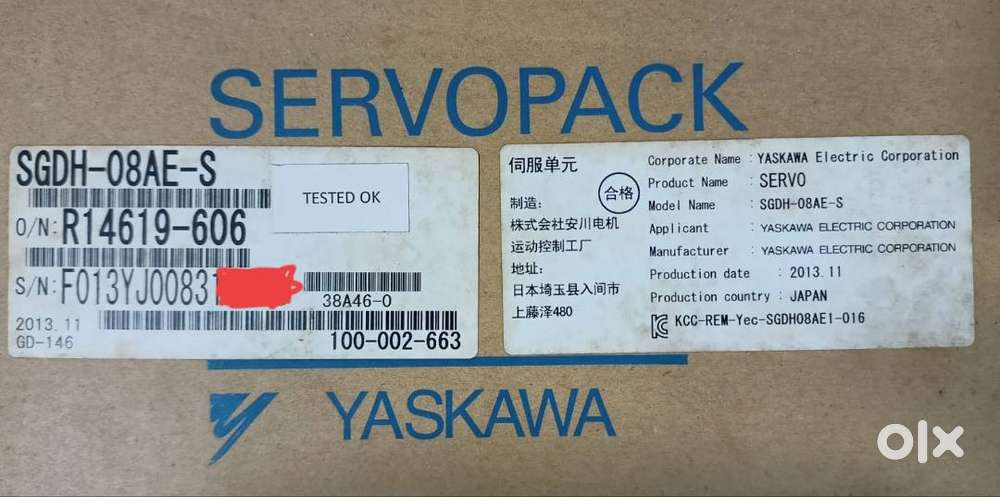 SERVOPACK
SGDH-08AE-S
TESTED OK
O/N: R14619-606
S/N: F013YJ00831
38A46-0
2013.11
GD-146
100-002-663
伺服单元
合格
制造:
株式会社安川电机
运动控制工厂
地址:
日本埼玉县入间市
上藤泽480
Corporate Name : YASKAWA Electric Corporation
Product Name : SERVO
Model Name : SGDH-08AE-S
Applicant : YASKAWA ELECTRIC CORPORATION
Manufacturer : YASKAWA ELECTRIC CORPORATION
Production date : 2013.11
Production country : JAPAN
KCC-REM-Yec-SGDH08AE1-016
YASKAWA
olx